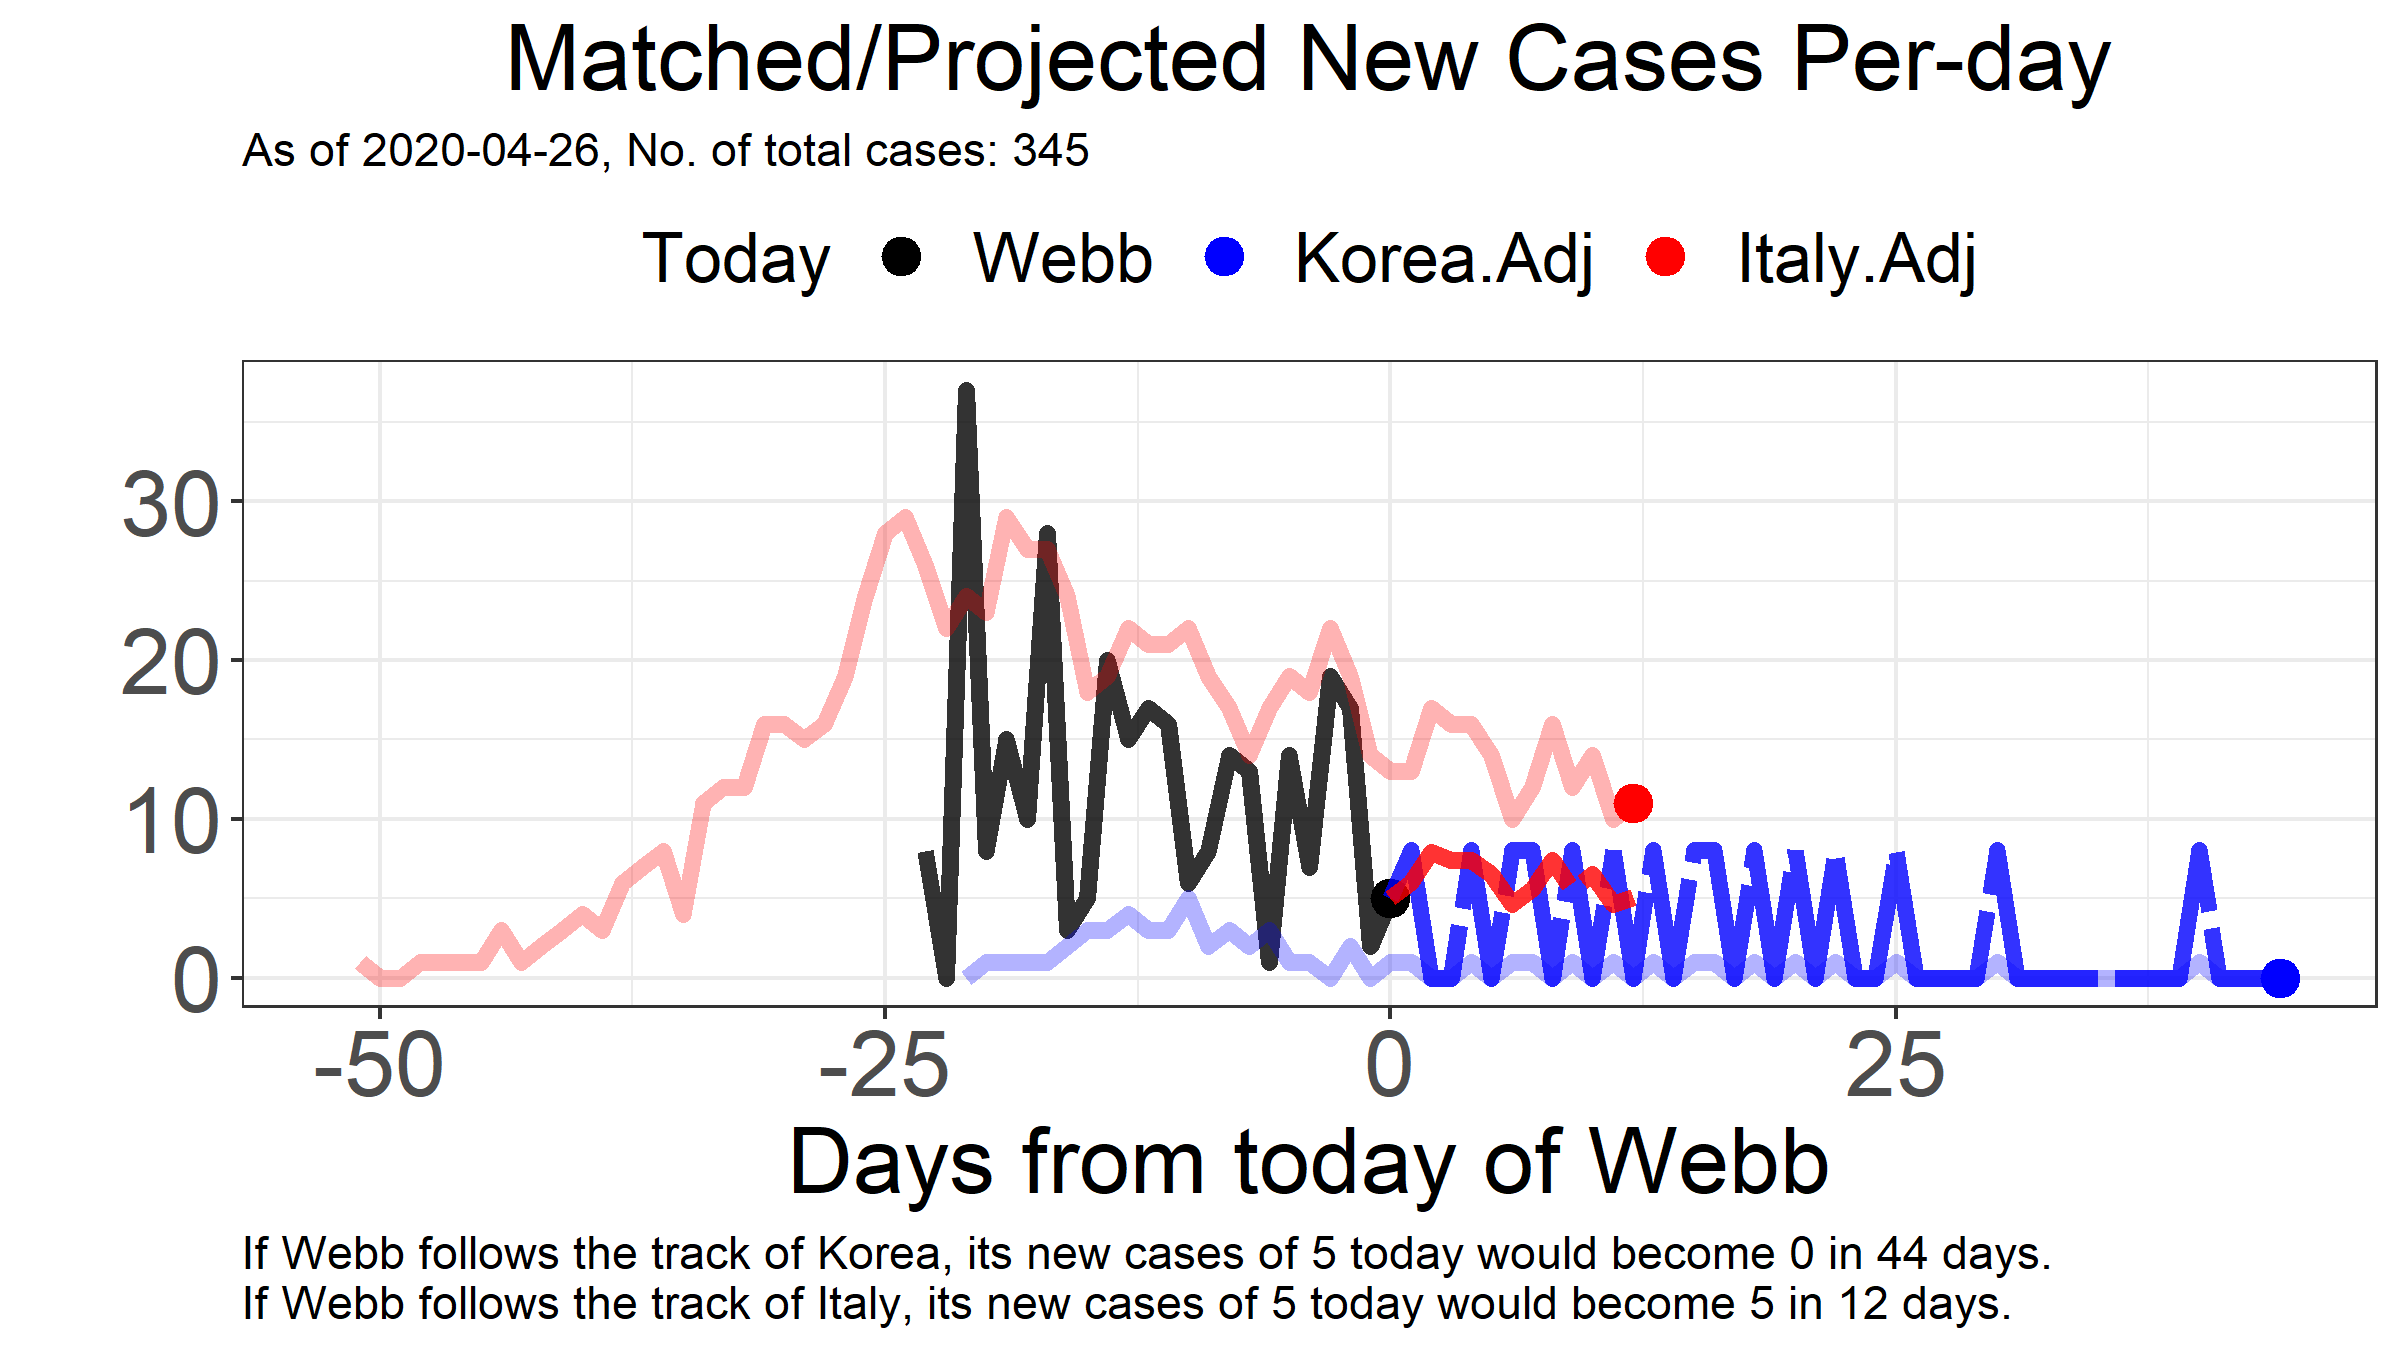 Matched/Projected New Cases Per-day
As of 2020-04-26, No. of total cases: 345
Today Webb Korea.Adj Italy.Adj
30
20
10
0
-50 -25 0 25
Days from today of Webb
If Webb follows the track of Korea, its new cases of 5 today would become 0 in 44 days.
If Webb follows the track of Italy, its new cases of 5 today would become 5 in 12 days.